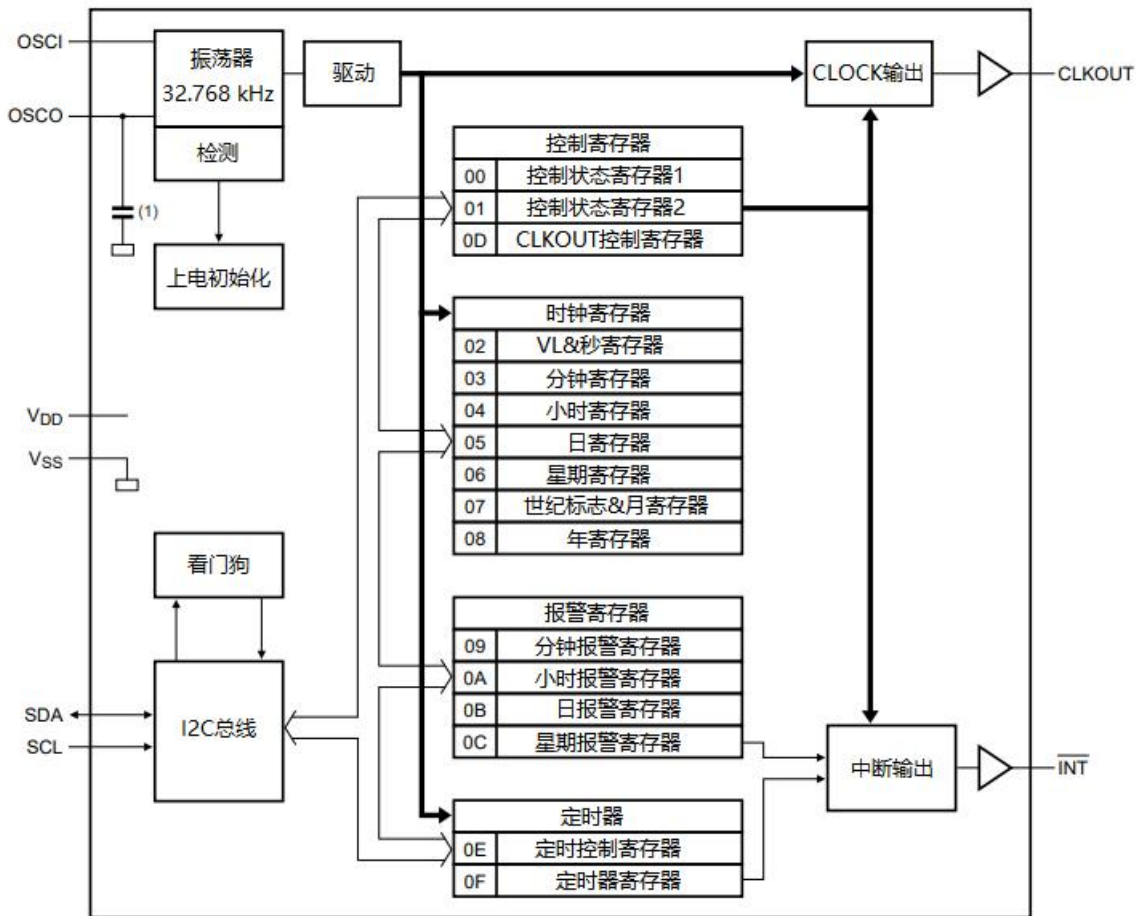 OSCI
OSCO
振荡器
32.768 kHz
检测
驱动
CLOCK输出
CLKOUT
(1)
上电初始化
控制寄存器
00 控制状态寄存器1
01 控制状态寄存器2
0D CLKOUT控制寄存器
时钟寄存器
02 VL&秒寄存器
03 分钟寄存器
04 小时寄存器
05 日寄存器
06 星期寄存器
07 世纪标志&月寄存器
08 年寄存器
VDD
VSS
看门狗
I2C总线
SDA
SCL
报警寄存器
09 分钟报警寄存器
0A 小时报警寄存器
0B 日报警寄存器
0C 星期报警寄存器
中断输出
INT
定时器
0E 定时控制寄存器
0F 定时器寄存器